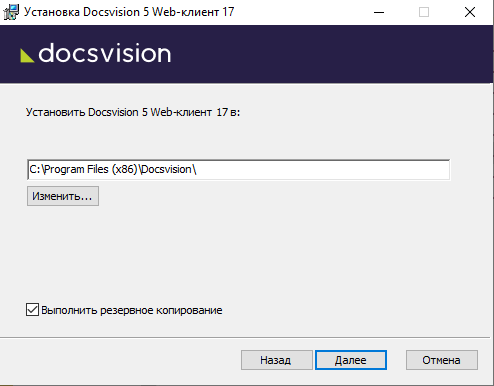 Установка Docsvision 5 Web-клиент 17
docsvision
Установить Docsvision 5 Web-клиент 17 в:
C:\Program Files (x86)\Docsvision\
Изменить...
Выполнить резервное копирование
Назад
Далее
Отмена